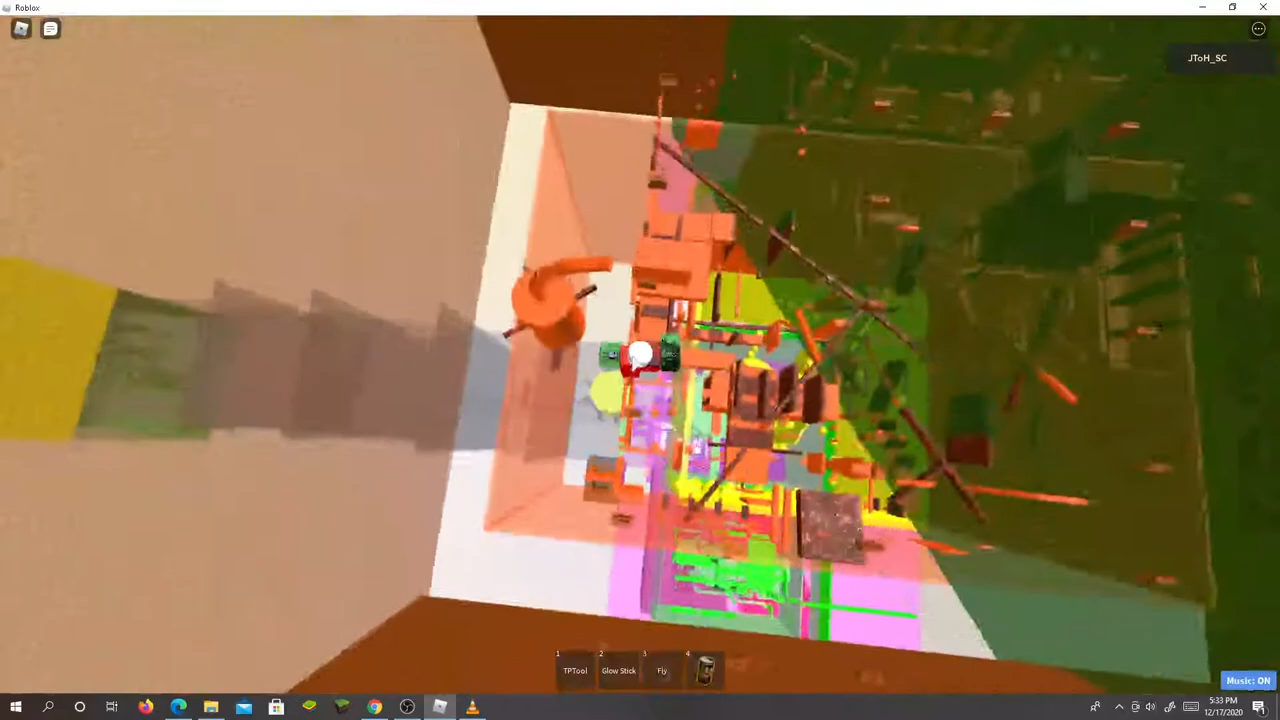 Roblox
JToH_SC
1
2
3
4
TPTool
Glow Stick
Fly
Music: ON
5:33 PM
12/17/2020